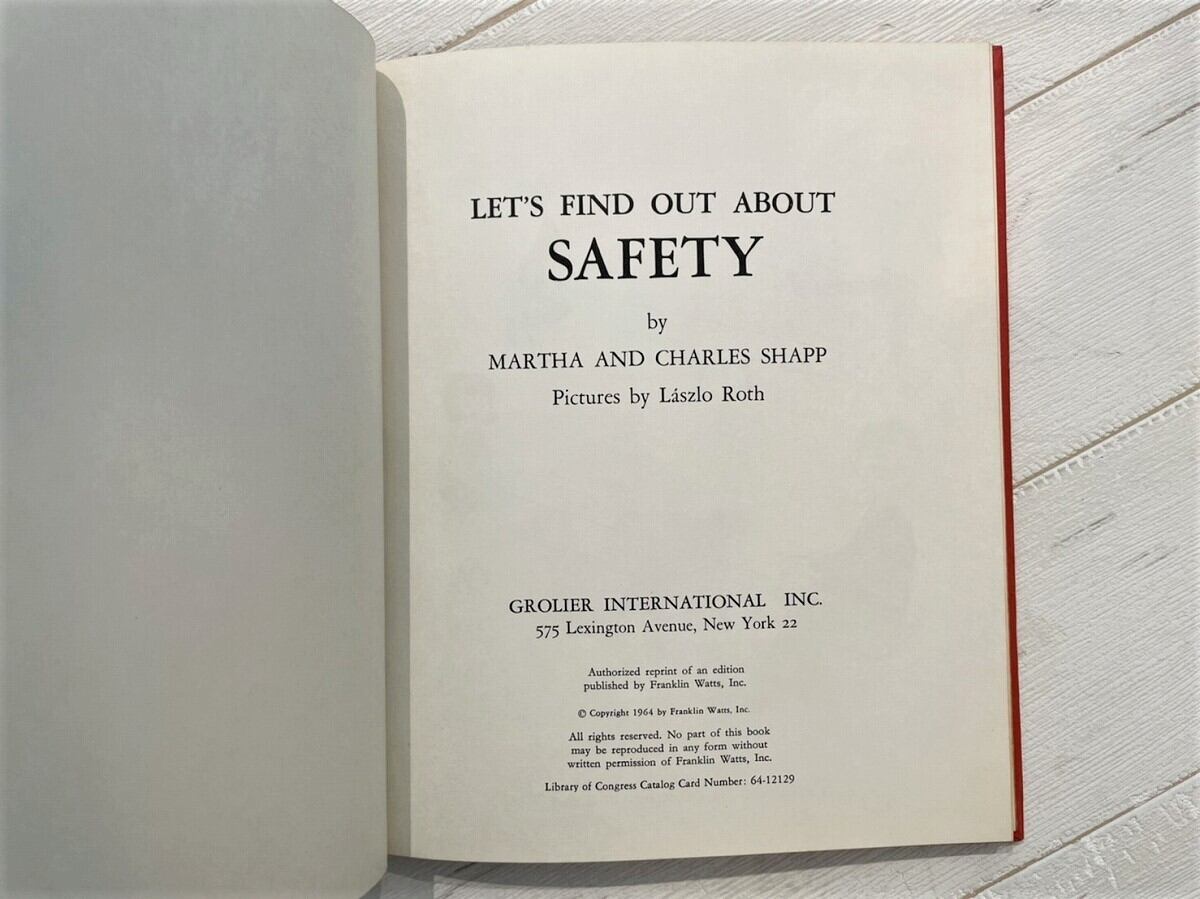 LET'S FIND OUT ABOUT
SAFETY
by
MARTHA AND CHARLES SHAPP
Pictures by Lászlo Roth
GROLIER INTERNATIONAL INC.
575 Lexington Avenue, New York 22
Authorized reprint of an edition
published by Franklin Watts, Inc.
© Copyright 1964 by Franklin Watts, Inc.
All rights reserved. No part of this book
may be reproduced in any form without
written permission of Franklin Watts, Inc.
Library of Congress Catalog Card Number: 64-12129